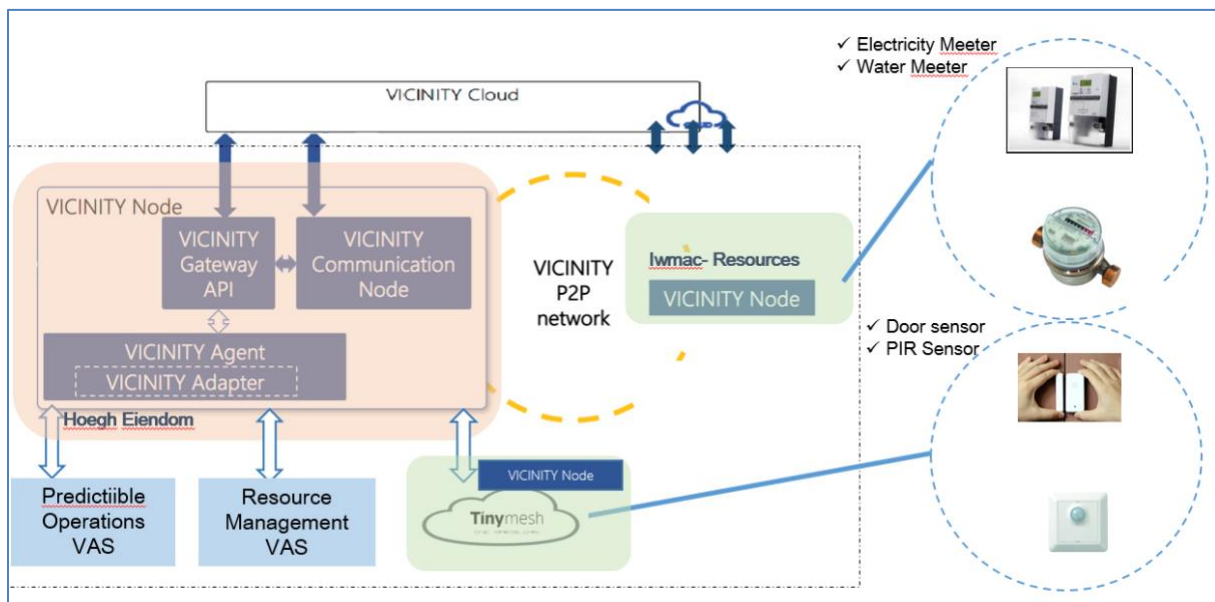 ✓ Electricity Meeter
✓ Water Meeter
VICINITY Cloud
VICINITY Node
VICINITY
Gateway
API
VICINITY
Communication
Node
VICINITY Agent
VICINITY Adapter
Hoegh Eiendom
VICINITY
P2P
network
Iwmac- Resources
VICINITY Node
✓ Door sensor
✓ PIR Sensor
Predictiible
Operations
VAS
Resource
Management
VAS
VICINITY Node
Tinymesh